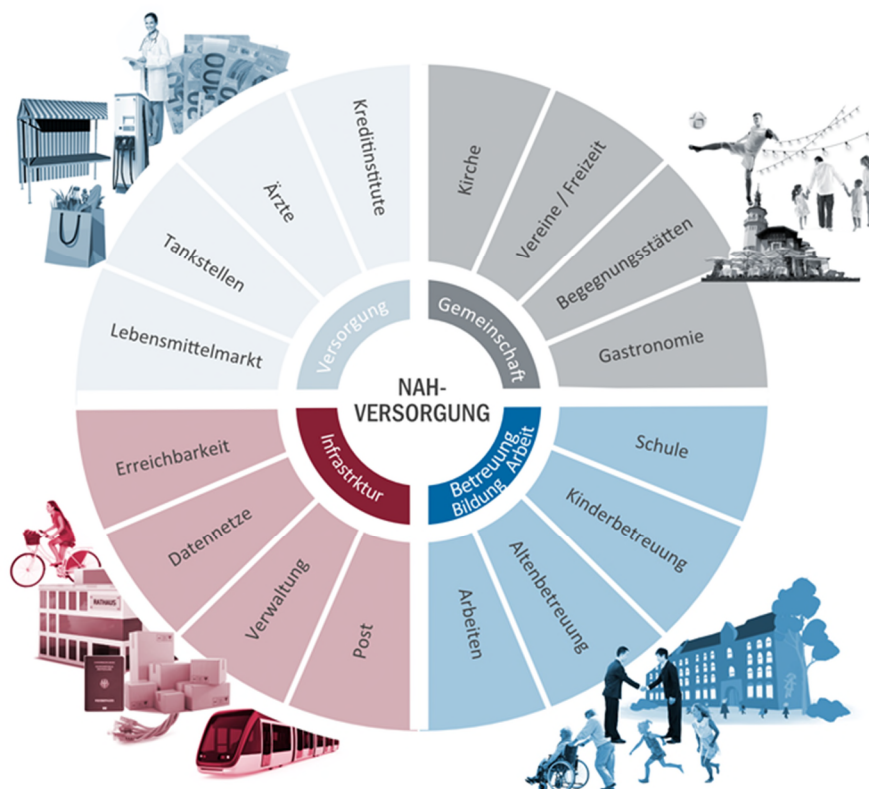 Kreditinstitute
Ärzte
Tankstellen
Lebensmittelmarkt
Versorgung
Kirche
Vereine / Freizeit
Begegnungsstätten
Gastronomie
Gemeinschaft
NAH-
VERSORGUNG
Infrastrktur
Erreichbarkeit
Datennetze
Verwaltung
Post
Betreuung
Bildung Arbeit
Schule
Kinderbetreuung
Altenbetreuung
Arbeiten
RATHAUS
100